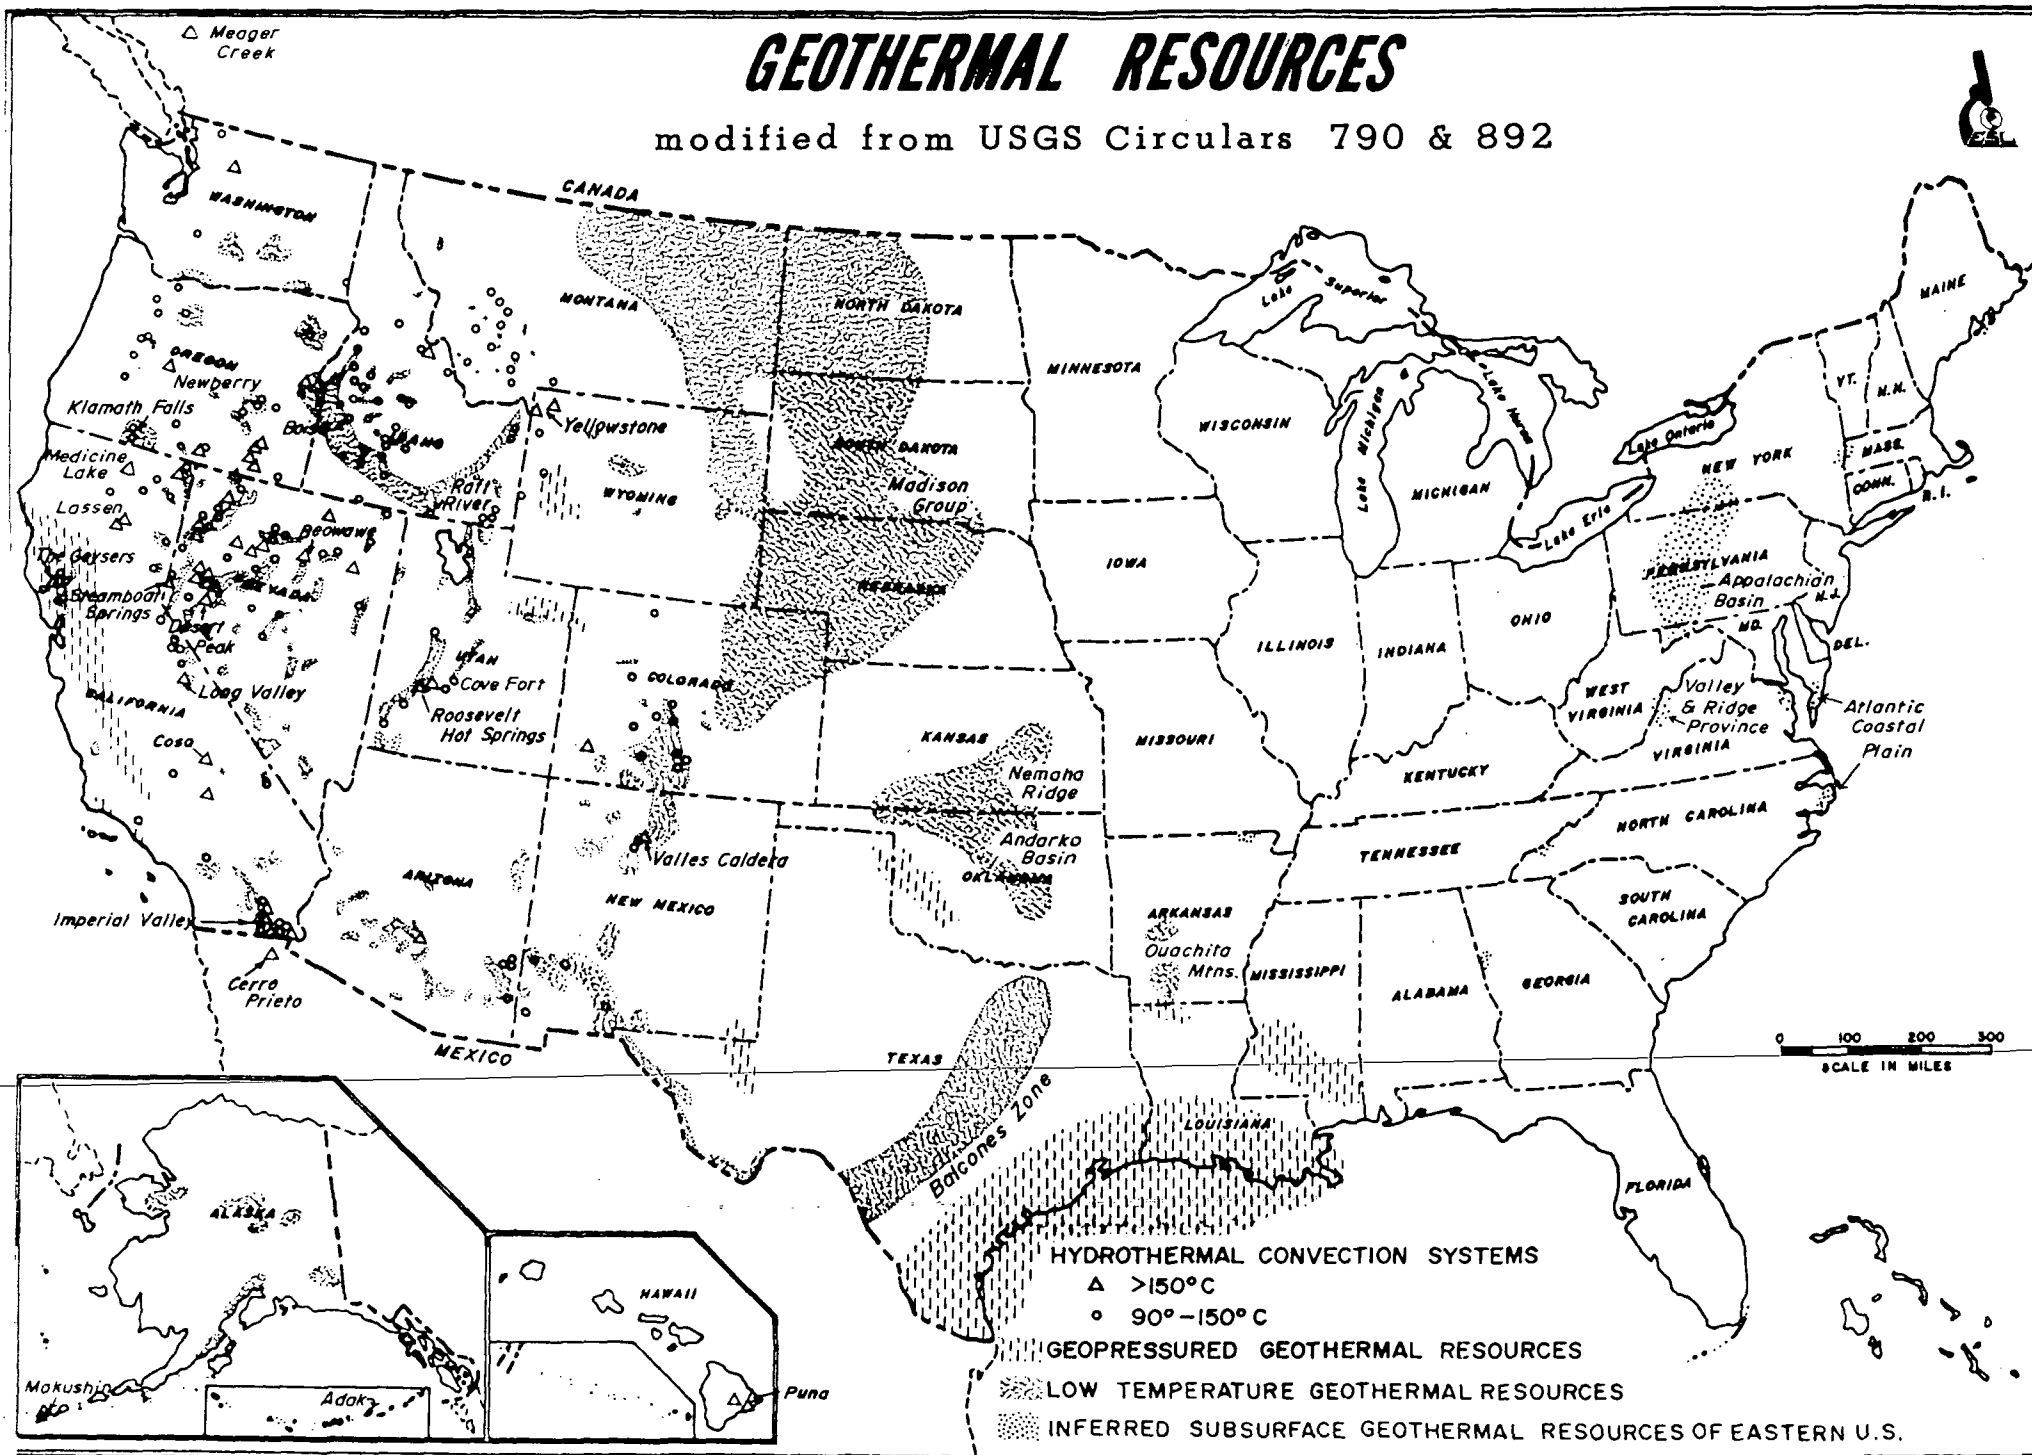 GEOTHERMAL RESOURCES
modified from USGS Circulars 790 & 892
ESL
Meager
Creek
CANADA
WASHINGTON
MONTANA
NORTH DAKOTA
MINNESOTA
Lake
Superior
MAINE
OREGON
Newberry
Klamath Falls
Boise
IDAHO
Yellowstone
SOUTH DAKOTA
WISCONSIN
Lake Michigan
Lake Huron
Lake Ontario
VT.
N.H.
NEW YORK
MASS.
CONN.
R.I.
Medicine
Lake
Lassen
Raft
River
WYOMING
Madison
Group
MICHIGAN
Lake Erie
Beowawe
The Geysers
NEVADA
Steamboat
Springs
Desert
Peak
NEBRASKA
IOWA
PENNSYLVANIA
Appalachian
Basin
N.J.
MD.
DEL.
ILLINOIS
INDIANA
OHIO
UTAH
Cove Fort
COLORADO
Long Valley
CALIFORNIA
Roosevelt
Hot Springs
WEST
VIRGINIA
Valley
& Ridge
Province
VIRGINIA
Atlantic
Coastal
Plain
Coso
KANSAS
MISSOURI
KENTUCKY
Nemaha
Ridge
Andarko
Basin
OKLAHOMA
Valles Caldera
ARIZONA
NEW MEXICO
TENNESSEE
NORTH CAROLINA
SOUTH
CAROLINA
Imperial Valley
Cerro
Prieto
ARKANSAS
Ouachita
Mtns.
MISSISSIPPI
ALABAMA
GEORGIA
MEXICO
TEXAS
Balcones Zone
LOUISIANA
FLORIDA
0 100 200 300
SCALE IN MILES
ALASKA
Makushin
Adak
HAWAII
Puna
HYDROTHERMAL CONVECTION SYSTEMS
>150°C
90°-150°C
GEOPRESSURED GEOTHERMAL RESOURCES
LOW TEMPERATURE GEOTHERMAL RESOURCES
INFERRED SUBSURFACE GEOTHERMAL RESOURCES OF EASTERN U.S.